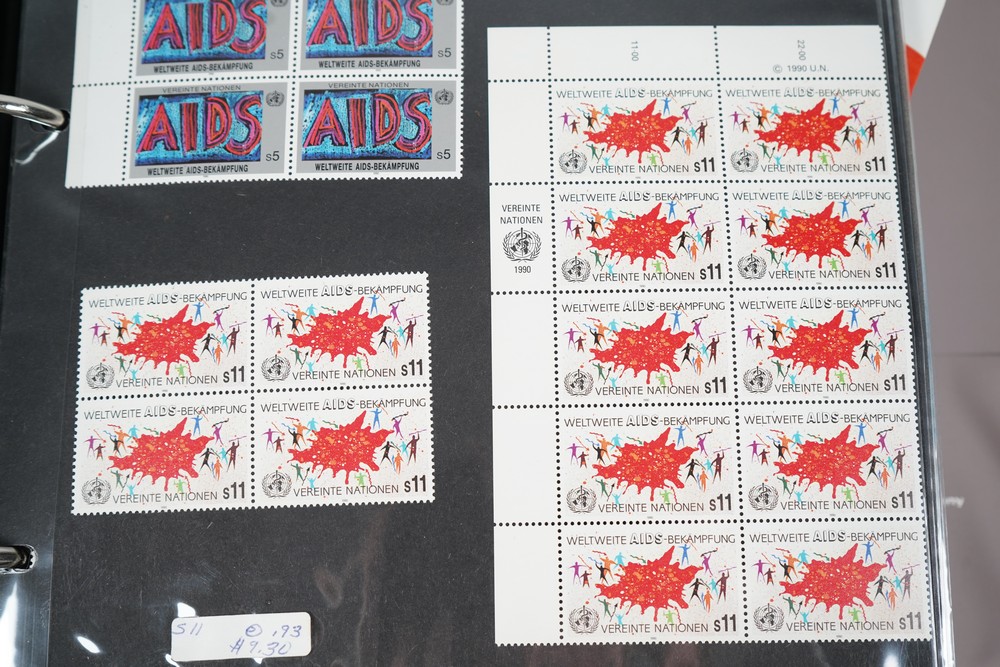 AIDS AIDS
s5 s5
WELTWEITE AIDS-BEKÄMPFUNG WELTWEITE AIDS-BEKÄMPFUNG
VEREINTE NATIONEN VEREINTE NATIONEN
AIDS AIDS
s5 s5
WELTWEITE AIDS-BEKÄMPFUNG WELTWEITE AIDS-BEKÄMPFUNG
WELTWEITE AIDS-BEKÄMPFUNG WELTWEITE AIDS-BEKÄMPFUNG
VEREINTE NATIONEN s11 VEREINTE NATIONEN s11
WELTWEITE AIDS-BEKÄMPFUNG WELTWEITE AIDS-BEKÄMPFUNG
VEREINTE NATIONEN s11 VEREINTE NATIONEN s11
S11 @ .93
$9.30
11-00 22-00
© 1990 U.N.
WELTWEITE AIDS-BEKÄMPFUNG WELTWEITE AIDS-BEKÄMPFUNG
VEREINTE NATIONEN s11 VEREINTE NATIONEN s11
VEREINTE
NATIONEN
1990
WELTWEITE AIDS-BEKÄMPFUNG WELTWEITE AIDS-BEKÄMPFUNG
VEREINTE NATIONEN s11 VEREINTE NATIONEN s11
WELTWEITE AIDS-BEKÄMPFUNG WELTWEITE AIDS-BEKÄMPFUNG
VEREINTE NATIONEN s11 VEREINTE NATIONEN s11
WELTWEITE AIDS-BEKÄMPFUNG WELTWEITE AIDS-BEKÄMPFUNG
VEREINTE NATIONEN s11 VEREINTE NATIONEN s11
WELTWEITE AIDS-BEKÄMPFUNG WELTWEITE AIDS-BEKÄMPFUNG
VEREINTE NATIONEN s11 VEREINTE NATIONEN s11